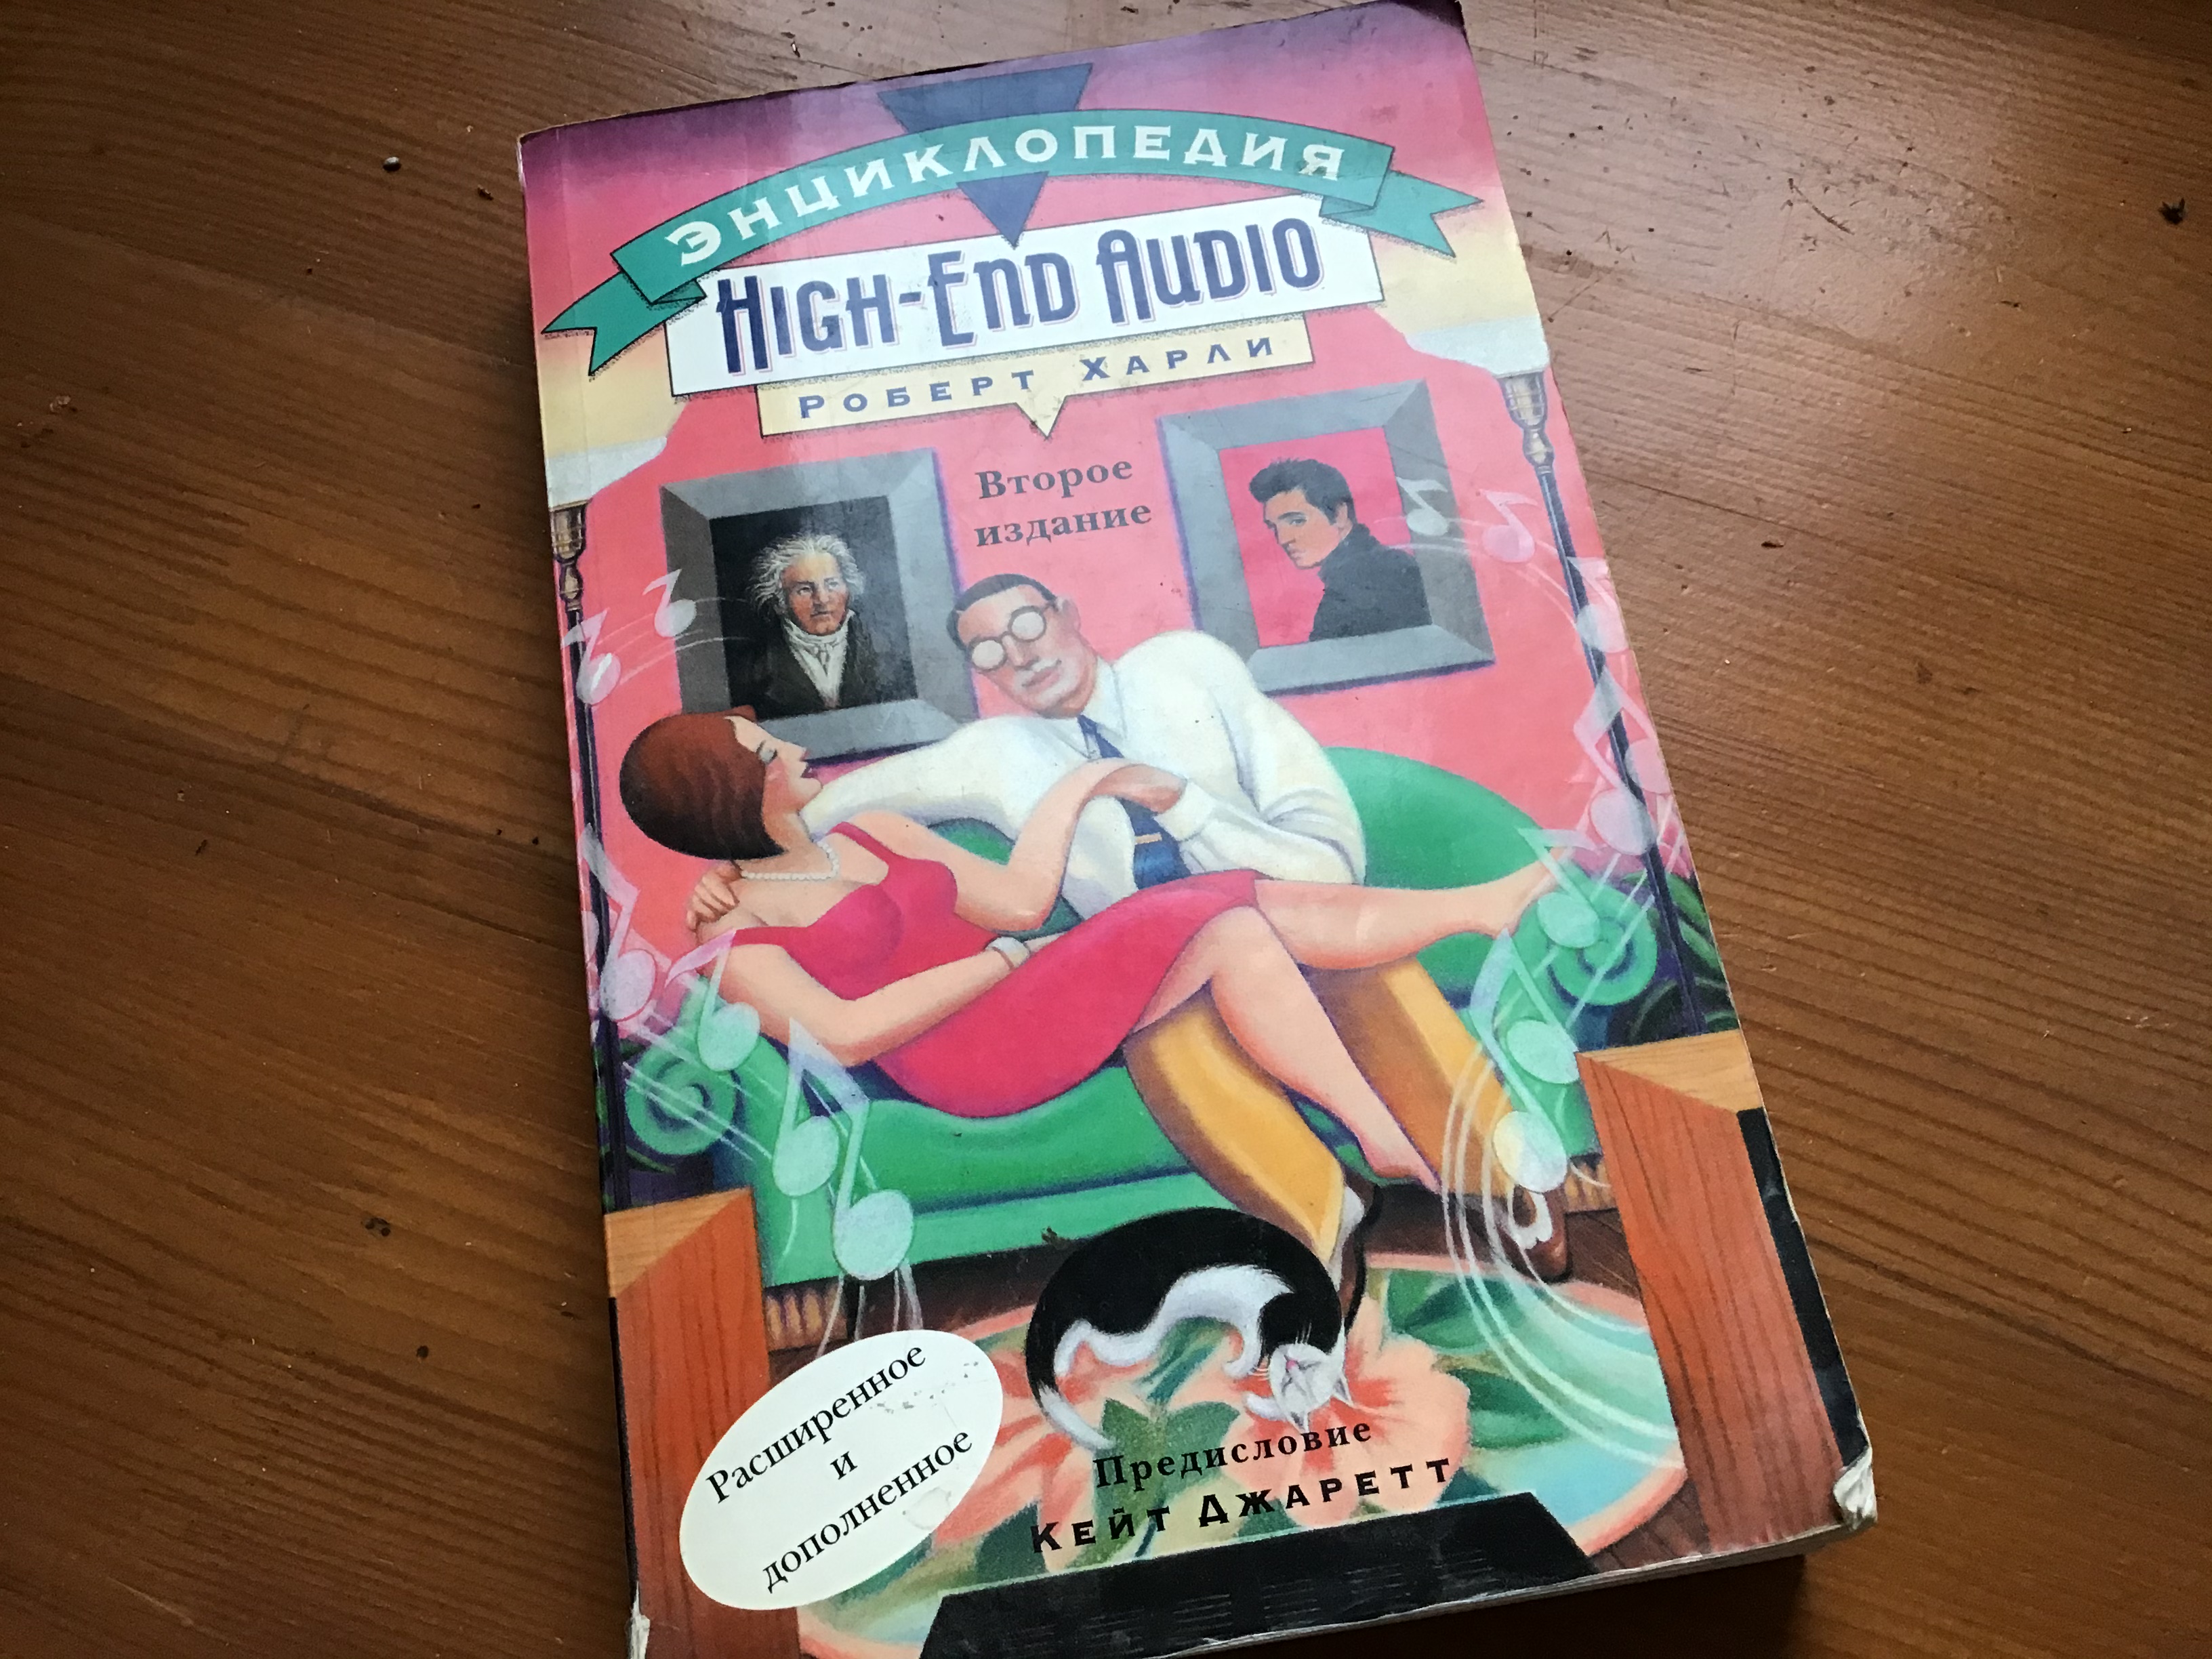 ЭНЦИКЛОПЕДИЯ
HIGH-END AUDIO
РОБЕРТ ХАРЛИ
Второе
издание
Расширенное
и
дополненное
Предисловие
КЕЙТ ДЖАРЕТТ